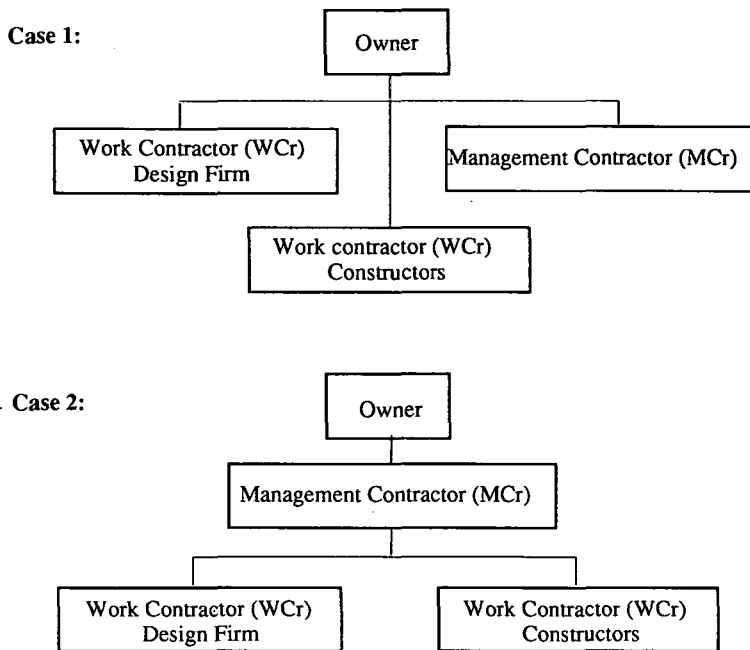 Case 1:
Owner
Work Contractor (WCr)
Design Firm
Management Contractor (MCr)
Work contractor (WCr)
Constructors
Case 2:
Owner
Management Contractor (MCr)
Work Contractor (WCr)
Design Firm
Work Contractor (WCr)
Constructors